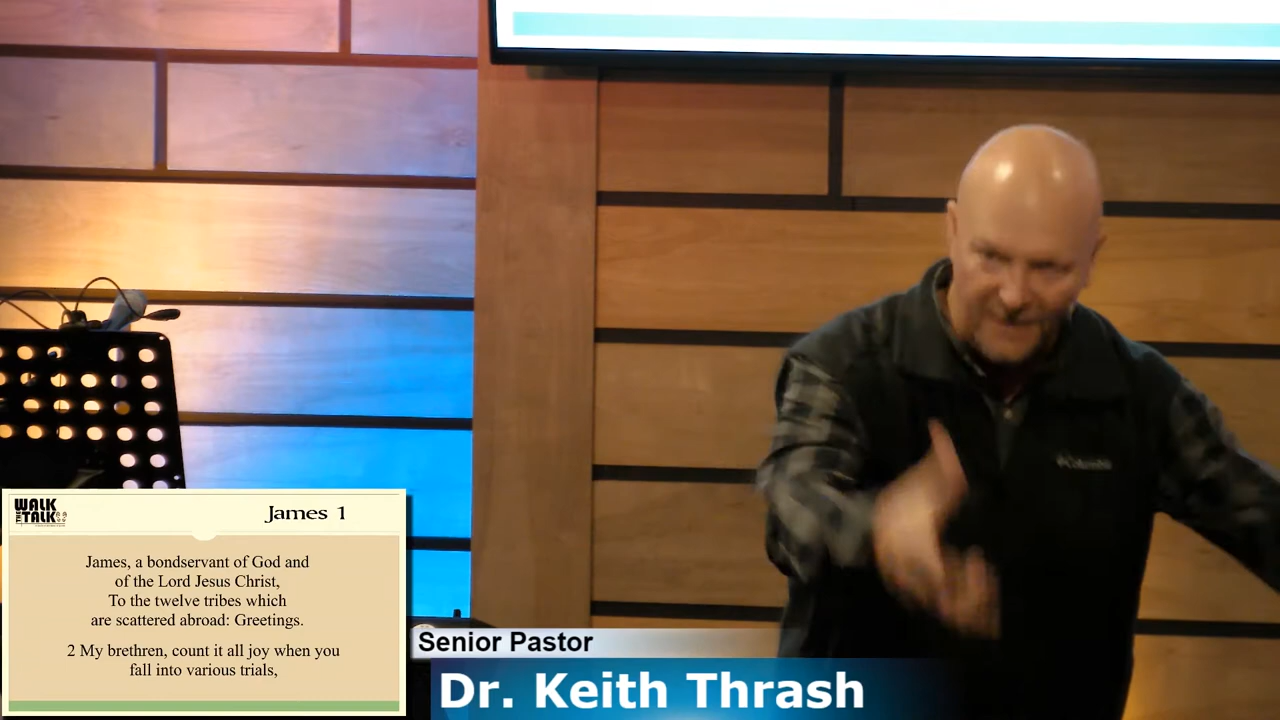 Columbia
WALK
THE TALK
James 1
James, a bondservant of God and
of the Lord Jesus Christ,
To the twelve tribes which
are scattered abroad: Greetings.
2 My brethren, count it all joy when you
fall into various trials,
Senior Pastor
Dr. Keith Thrash